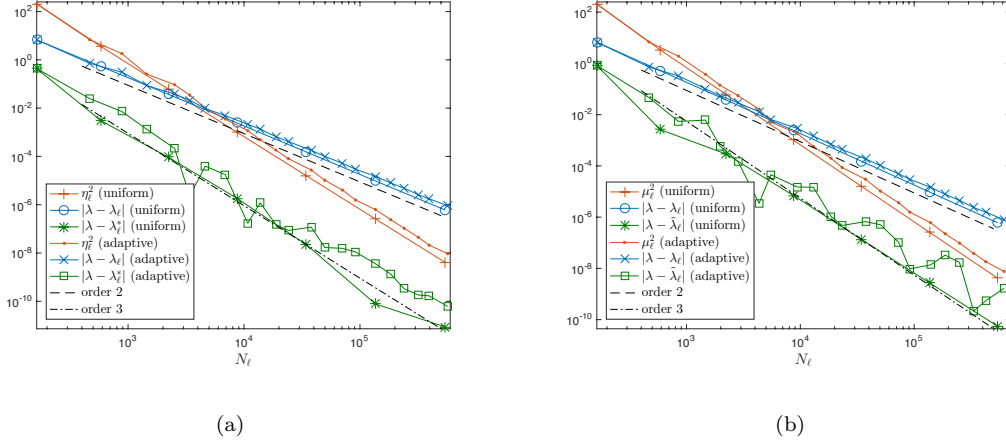 10^2
10^0
10^-2
10^-4
10^-6
10^-8
10^-10
η_ℓ^2 (uniform)
|λ − λ_ℓ| (uniform)
|λ − λ_ℓ^*| (uniform)
η_ℓ^2 (adaptive)
|λ − λ_ℓ| (adaptive)
|λ − λ_ℓ^*| (adaptive)
order 2
order 3
10^3
10^4
10^5
N_ℓ
(a)
10^2
10^0
10^-2
10^-4
10^-6
10^-8
10^-10
μ_ℓ^2 (uniform)
|λ − λ_ℓ| (uniform)
|λ − λ̃_ℓ| (uniform)
μ_ℓ^2 (adaptive)
|λ − λ_ℓ| (adaptive)
|λ − λ̃_ℓ| (adaptive)
order 2
order 3
10^3
10^4
10^5
N_ℓ
(b)